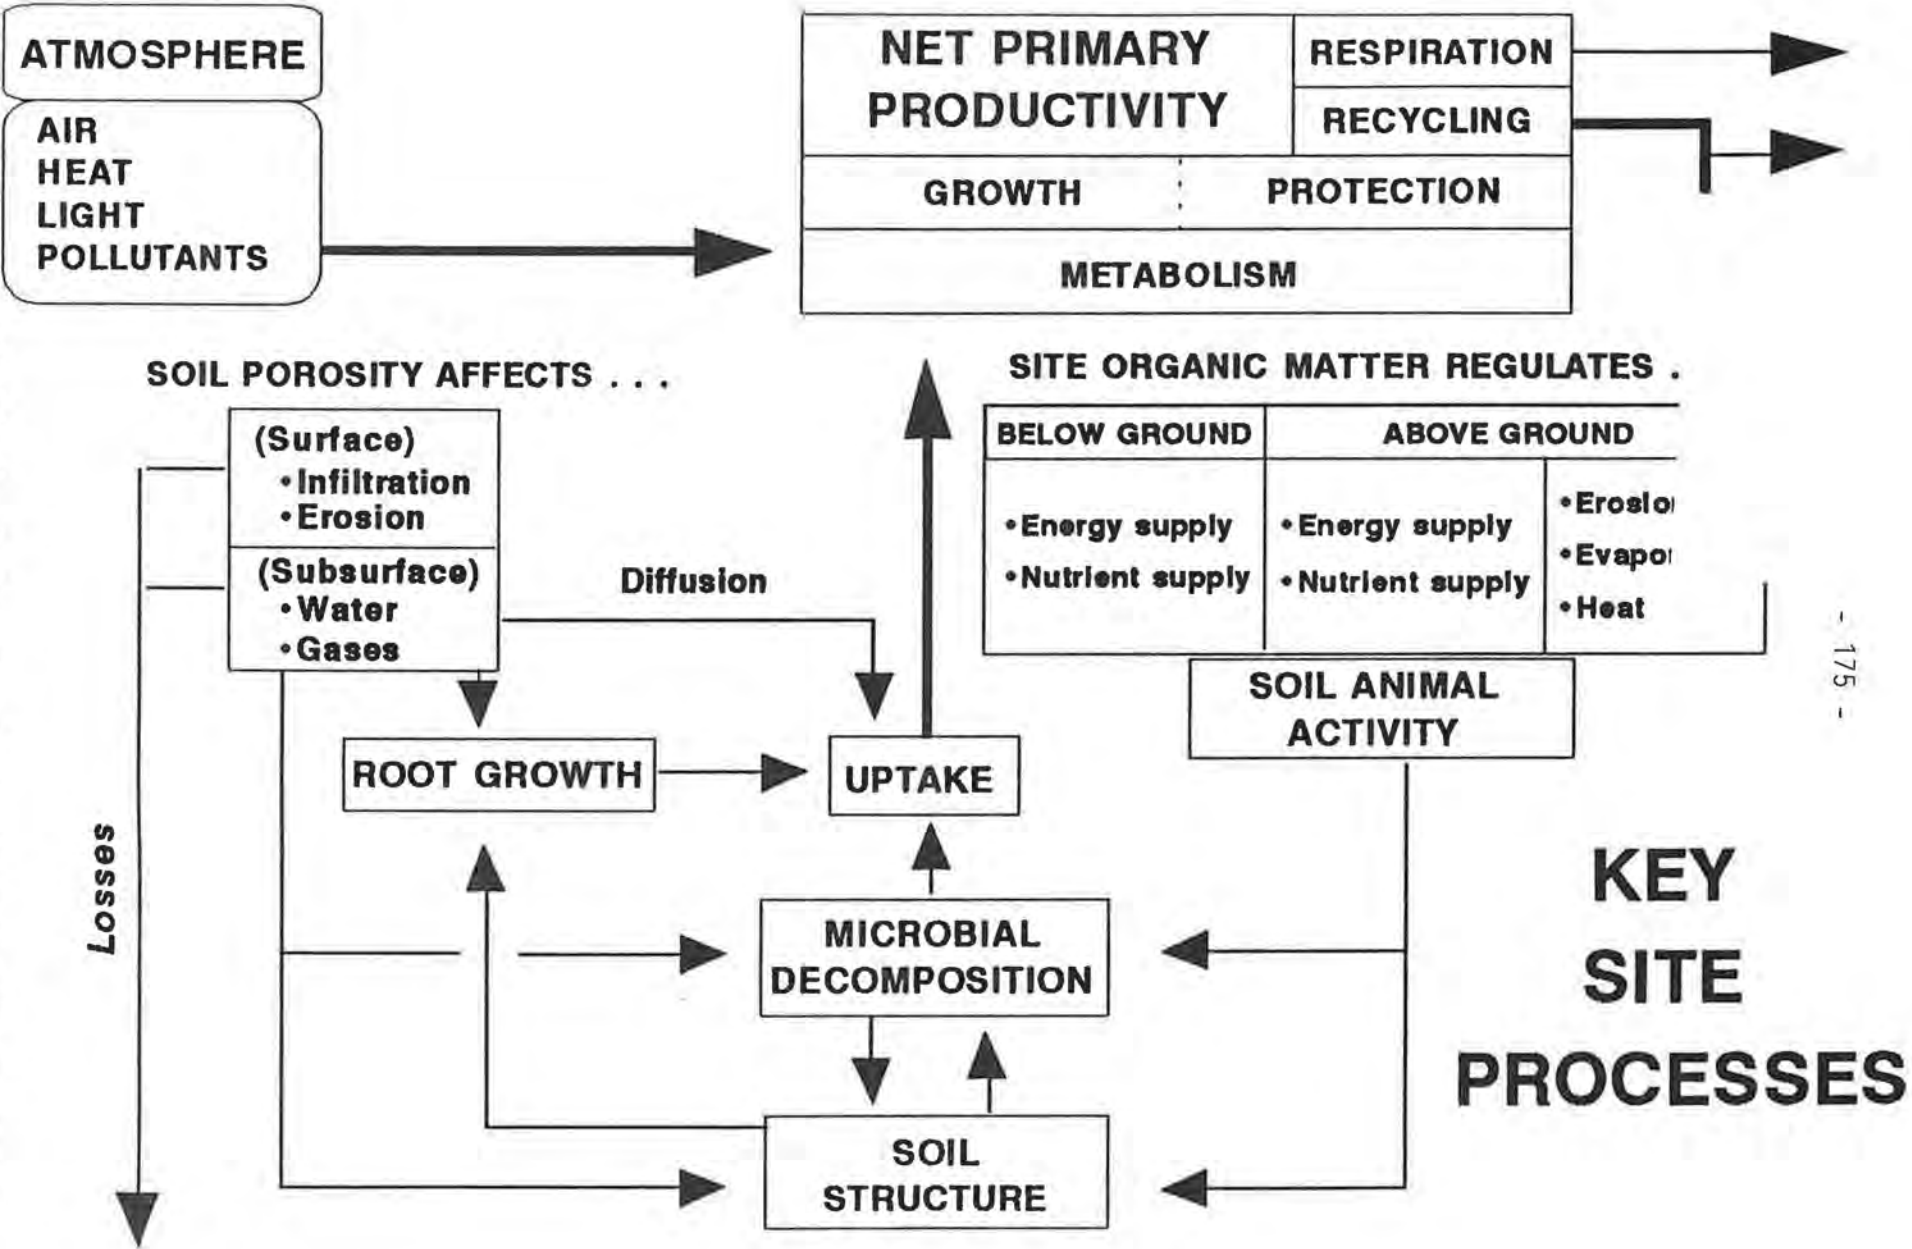 ATMOSPHERE
AIR
HEAT
LIGHT
POLLUTANTS
NET PRIMARY
PRODUCTIVITY
RESPIRATION
RECYCLING
GROWTH
PROTECTION
METABOLISM
SOIL POROSITY AFFECTS . . .
(Surface)
•Infiltration
•Erosion
(Subsurface)
•Water
•Gases
Losses
Diffusion
ROOT GROWTH
UPTAKE
SITE ORGANIC MATTER REGULATES .
BELOW GROUND
ABOVE GROUND
•Energy supply
•Nutrient supply
•Energy supply
•Nutrient supply
•Heat
SOIL ANIMAL
ACTIVITY
MICROBIAL
DECOMPOSITION
SOIL
STRUCTURE
KEY
SITE
PROCESSES
- 175 -